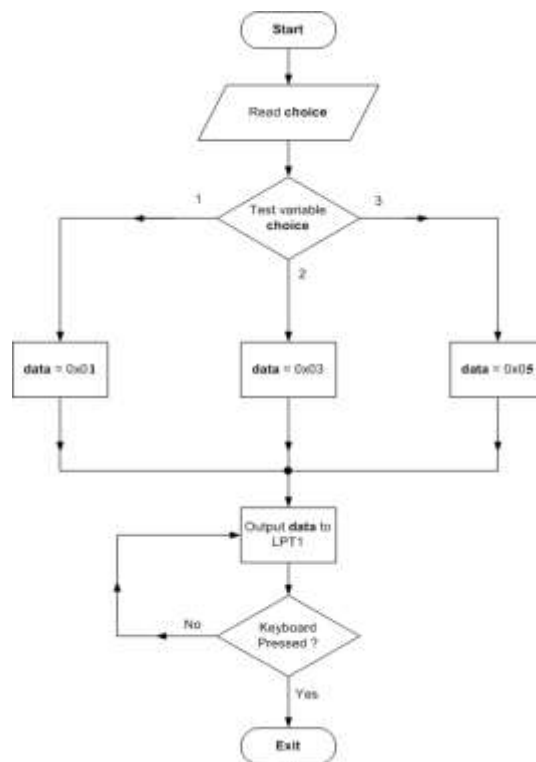 Start
Read choice
Test variable
choice
1
3
2
data = 0x01
data = 0x03
data = 0x05
Output data to
LPT1
No
Keyboard
Pressed ?
Yes
Exit